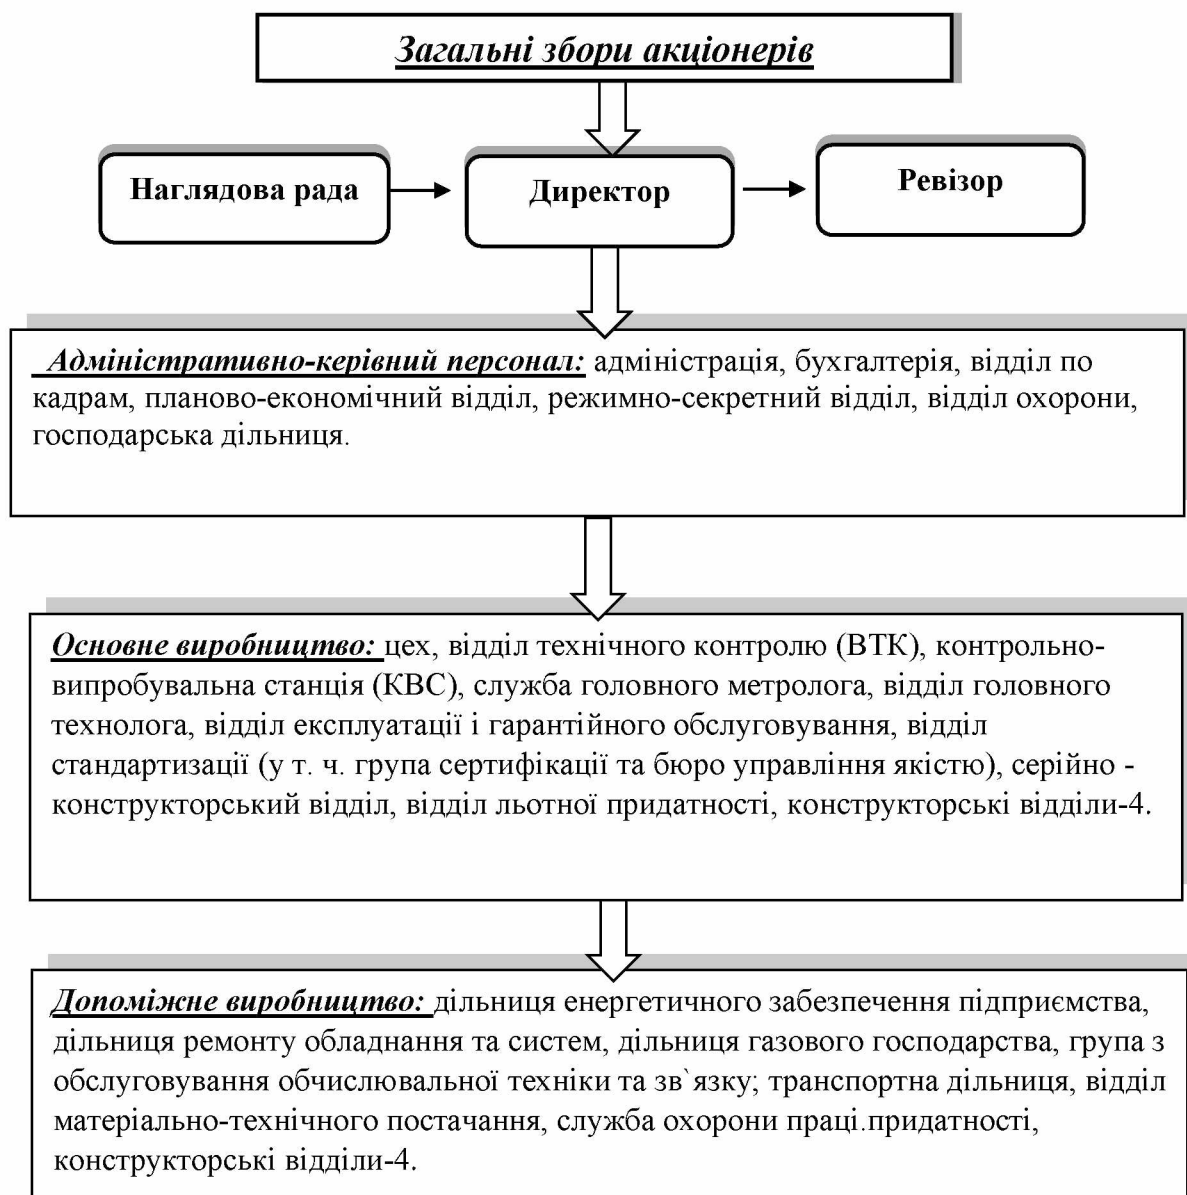 Загальні збори акціонерів
Наглядова рада
Директор
Ревізор
Адміністративно-керівний персонал: адміністрація, бухгалтерія, відділ по
кадрам, планово-економічний відділ, режимно-секретний відділ, відділ охорони,
господарська дільниця.
Основне виробництво: цех, відділ технічного контролю (ВТК), контрольно-
випробувальна станція (КВС), служба головного метролога, відділ головного
технолога, відділ експлуатації і гарантійного обслуговування, відділ
стандартизації (у т. ч. група сертифікації та бюро управління якістю), серійно -
конструкторський відділ, відділ льотної придатності, конструкторські відділи-4.
Допоміжне виробництво: дільниця енергетичного забезпечення підприємства,
дільниця ремонту обладнання та систем, дільниця газового господарства, група з
обслуговування обчислювальної техніки та зв`язку; транспортна дільниця, відділ
матеріально-технічного постачання, служба охорони праці.придатності,
конструкторські відділи-4.